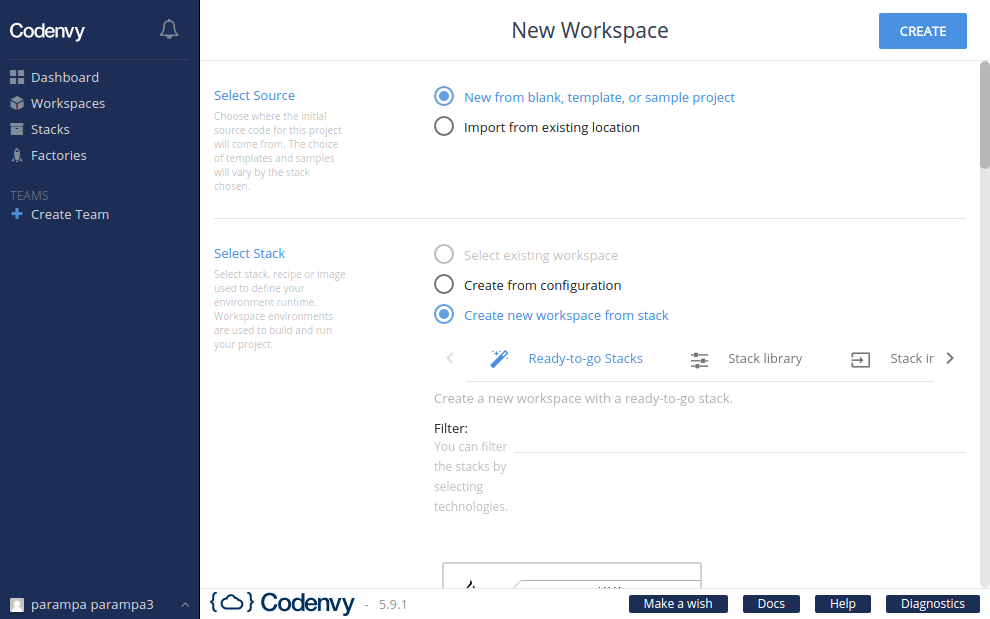 Codenvy
New Workspace
CREATE
Dashboard
Workspaces
Stacks
Factories
TEAMS
+ Create Team
Select Source
Choose where the initial
source code for this project
will come from. The choice
of templates and samples
will vary by the stack
chosen.
New from blank, template, or sample project
Import from existing location
Select Stack
Select stack, recipe or image
used to define your
environment runtime.
Workspace environments
are used to build and run
your project.
Select existing workspace
Create from configuration
Create new workspace from stack
Ready-to-go Stacks
Stack library
Stack ir
Create a new workspace with a ready-to-go stack.
Filter:
You can filter
the stacks by
selecting
technologies.
parampa parampa3
Codenvy - 5.9.1
Make a wish
Docs
Help
Diagnostics